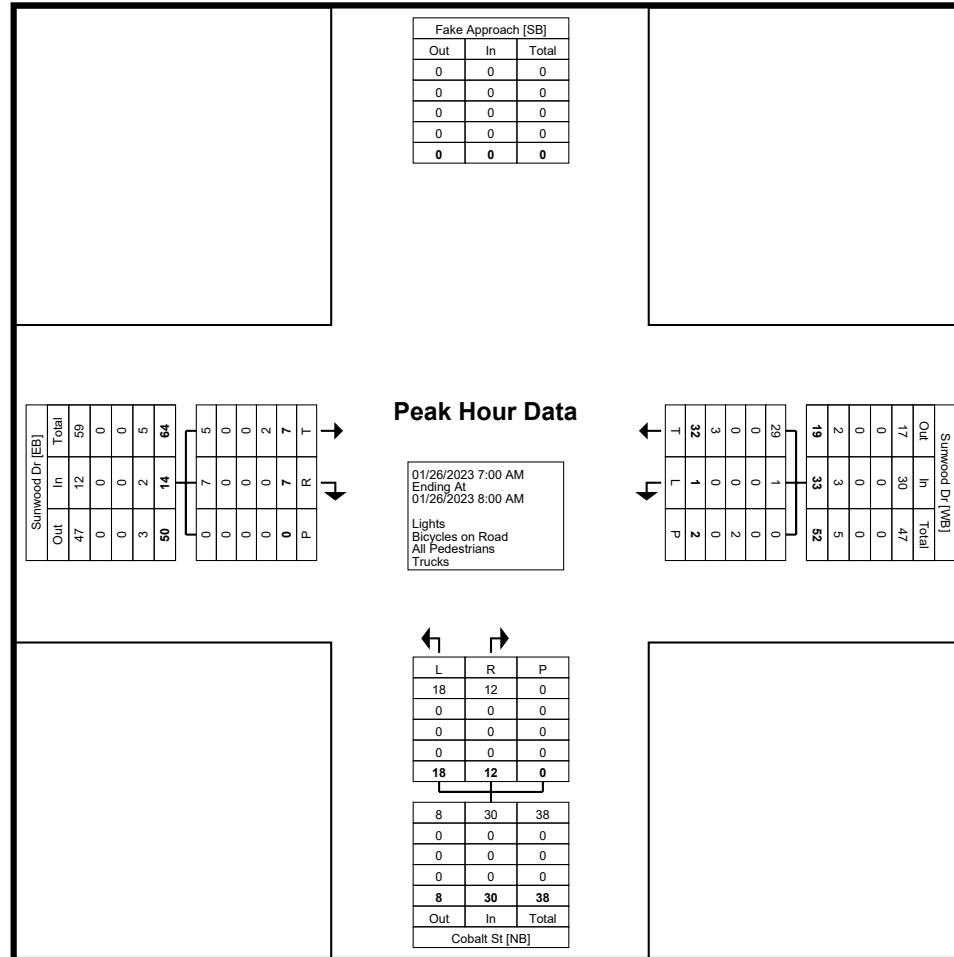 Fake Approach [SB]
Out In Total
0 0 0
0 0 0
0 0 0
0 0 0
0 0 0
Sunwood Dr [EB]
Total In Out
59 12 47
0 0 0
0 0 0
5 2 3
64 14 50
5 7 0
0 0 0
0 0 0
2 0 0
7 7 0
T R P
Peak Hour Data
01/26/2023 7:00 AM
Ending At
01/26/2023 8:00 AM
Lights
Bicycles on Road
All Pedestrians
Trucks
Sunwood Dr [WB]
Out In Total
17 30 47
0 0 0
0 0 0
2 3 5
19 33 52
29 1 0
0 0 0
0 0 2
3 0 0
32 1 2
T L P
L R P
18 12 0
0 0 0
0 0 0
0 0 0
18 12 0
8 30 38
0 0 0
0 0 0
0 0 0
8 30 38
Out In Total
Cobalt St [NB]